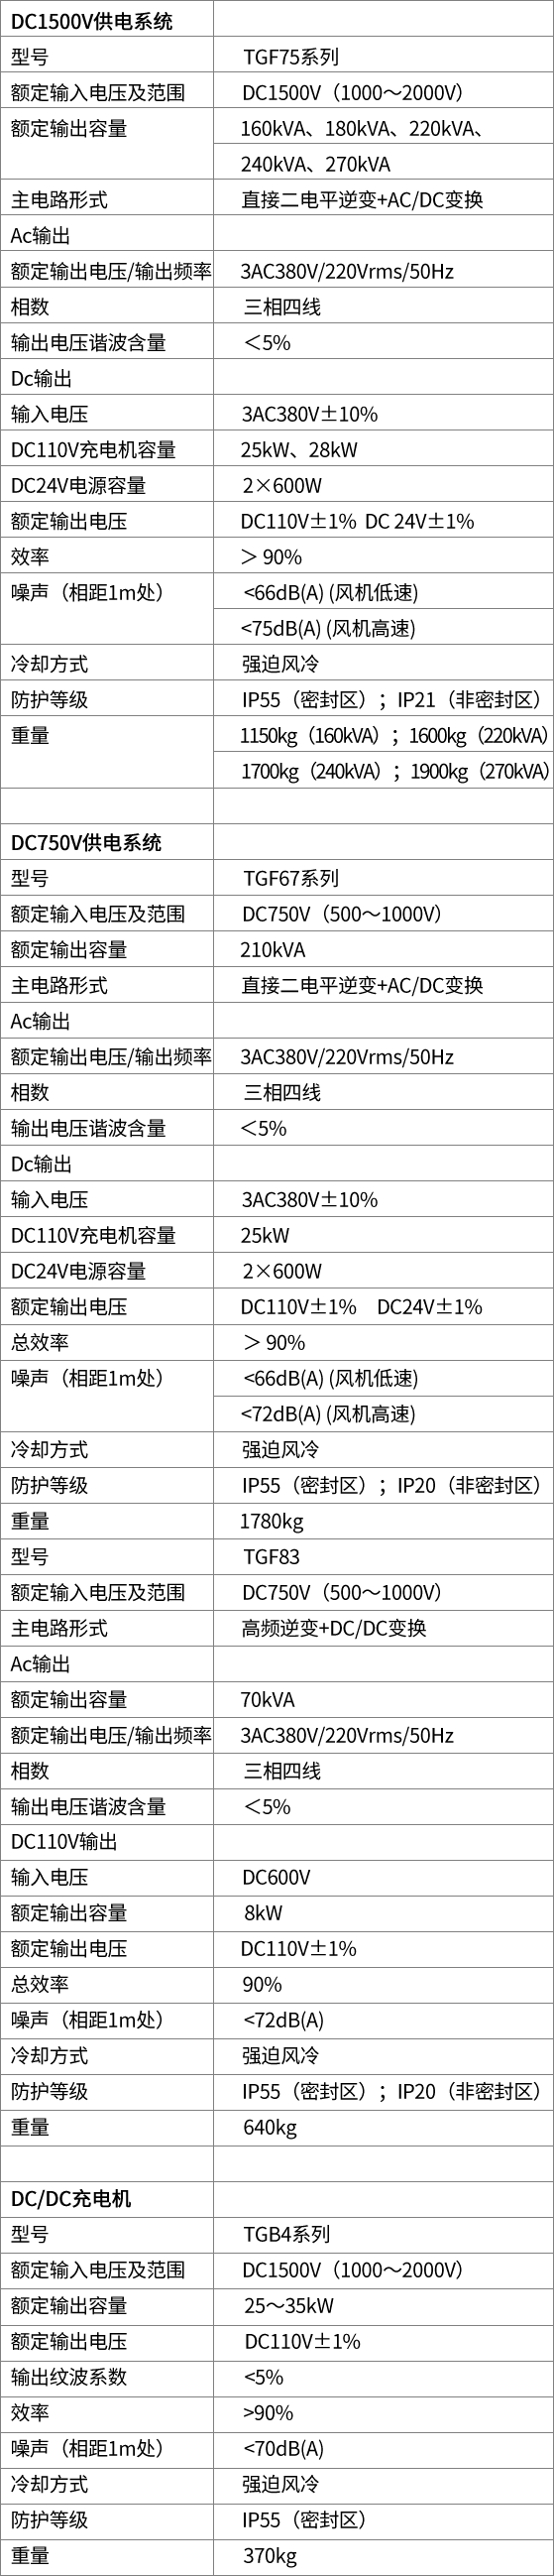 DC1500V供电系统
型号 TGF75系列
额定输入电压及范围 DC1500V（1000～2000V）
额定输出容量 160kVA、180kVA、220kVA、
240kVA、270kVA
主电路形式 直接二电平逆变+AC/DC变换
Ac输出
额定输出电压/输出频率 3AC380V/220Vrms/50Hz
相数 三相四线
输出电压谐波含量 ＜5%
Dc输出
输入电压 3AC380V±10%
DC110V充电机容量 25kW、28kW
DC24V电源容量 2×600W
额定输出电压 DC110V±1% DC 24V±1%
效率 ＞ 90%
噪声（相距1m处） <66dB(A) (风机低速)
<75dB(A) (风机高速)
冷却方式 强迫风冷
防护等级 IP55（密封区）；IP21（非密封区）
重量 1150kg（160kVA）；1600kg（220kVA）
1700kg（240kVA）；1900kg（270kVA）
DC750V供电系统
型号 TGF67系列
额定输入电压及范围 DC750V（500～1000V）
额定输出容量 210kVA
主电路形式 直接二电平逆变+AC/DC变换
Ac输出
额定输出电压/输出频率 3AC380V/220Vrms/50Hz
相数 三相四线
输出电压谐波含量 ＜5%
Dc输出
输入电压 3AC380V±10%
DC110V充电机容量 25kW
DC24V电源容量 2×600W
额定输出电压 DC110V±1% DC24V±1%
总效率 ＞ 90%
噪声（相距1m处） <66dB(A) (风机低速)
<72dB(A) (风机高速)
冷却方式 强迫风冷
防护等级 IP55（密封区）；IP20（非密封区）
重量 1780kg
型号 TGF83
额定输入电压及范围 DC750V（500～1000V）
主电路形式 高频逆变+DC/DC变换
Ac输出
额定输出容量 70kVA
额定输出电压/输出频率 3AC380V/220Vrms/50Hz
相数 三相四线
输出电压谐波含量 ＜5%
DC110V输出
输入电压 DC600V
额定输出容量 8kW
额定输出电压 DC110V±1%
总效率 90%
噪声（相距1m处） <72dB(A)
冷却方式 强迫风冷
防护等级 IP55（密封区）；IP20（非密封区）
重量 640kg
DC/DC充电机
型号 TGB4系列
额定输入电压及范围 DC1500V（1000～2000V）
额定输出容量 25～35kW
额定输出电压 DC110V±1%
输出纹波系数 <5%
效率 >90%
噪声（相距1m处） <70dB(A)
冷却方式 强迫风冷
防护等级 IP55（密封区）
重量 370kg